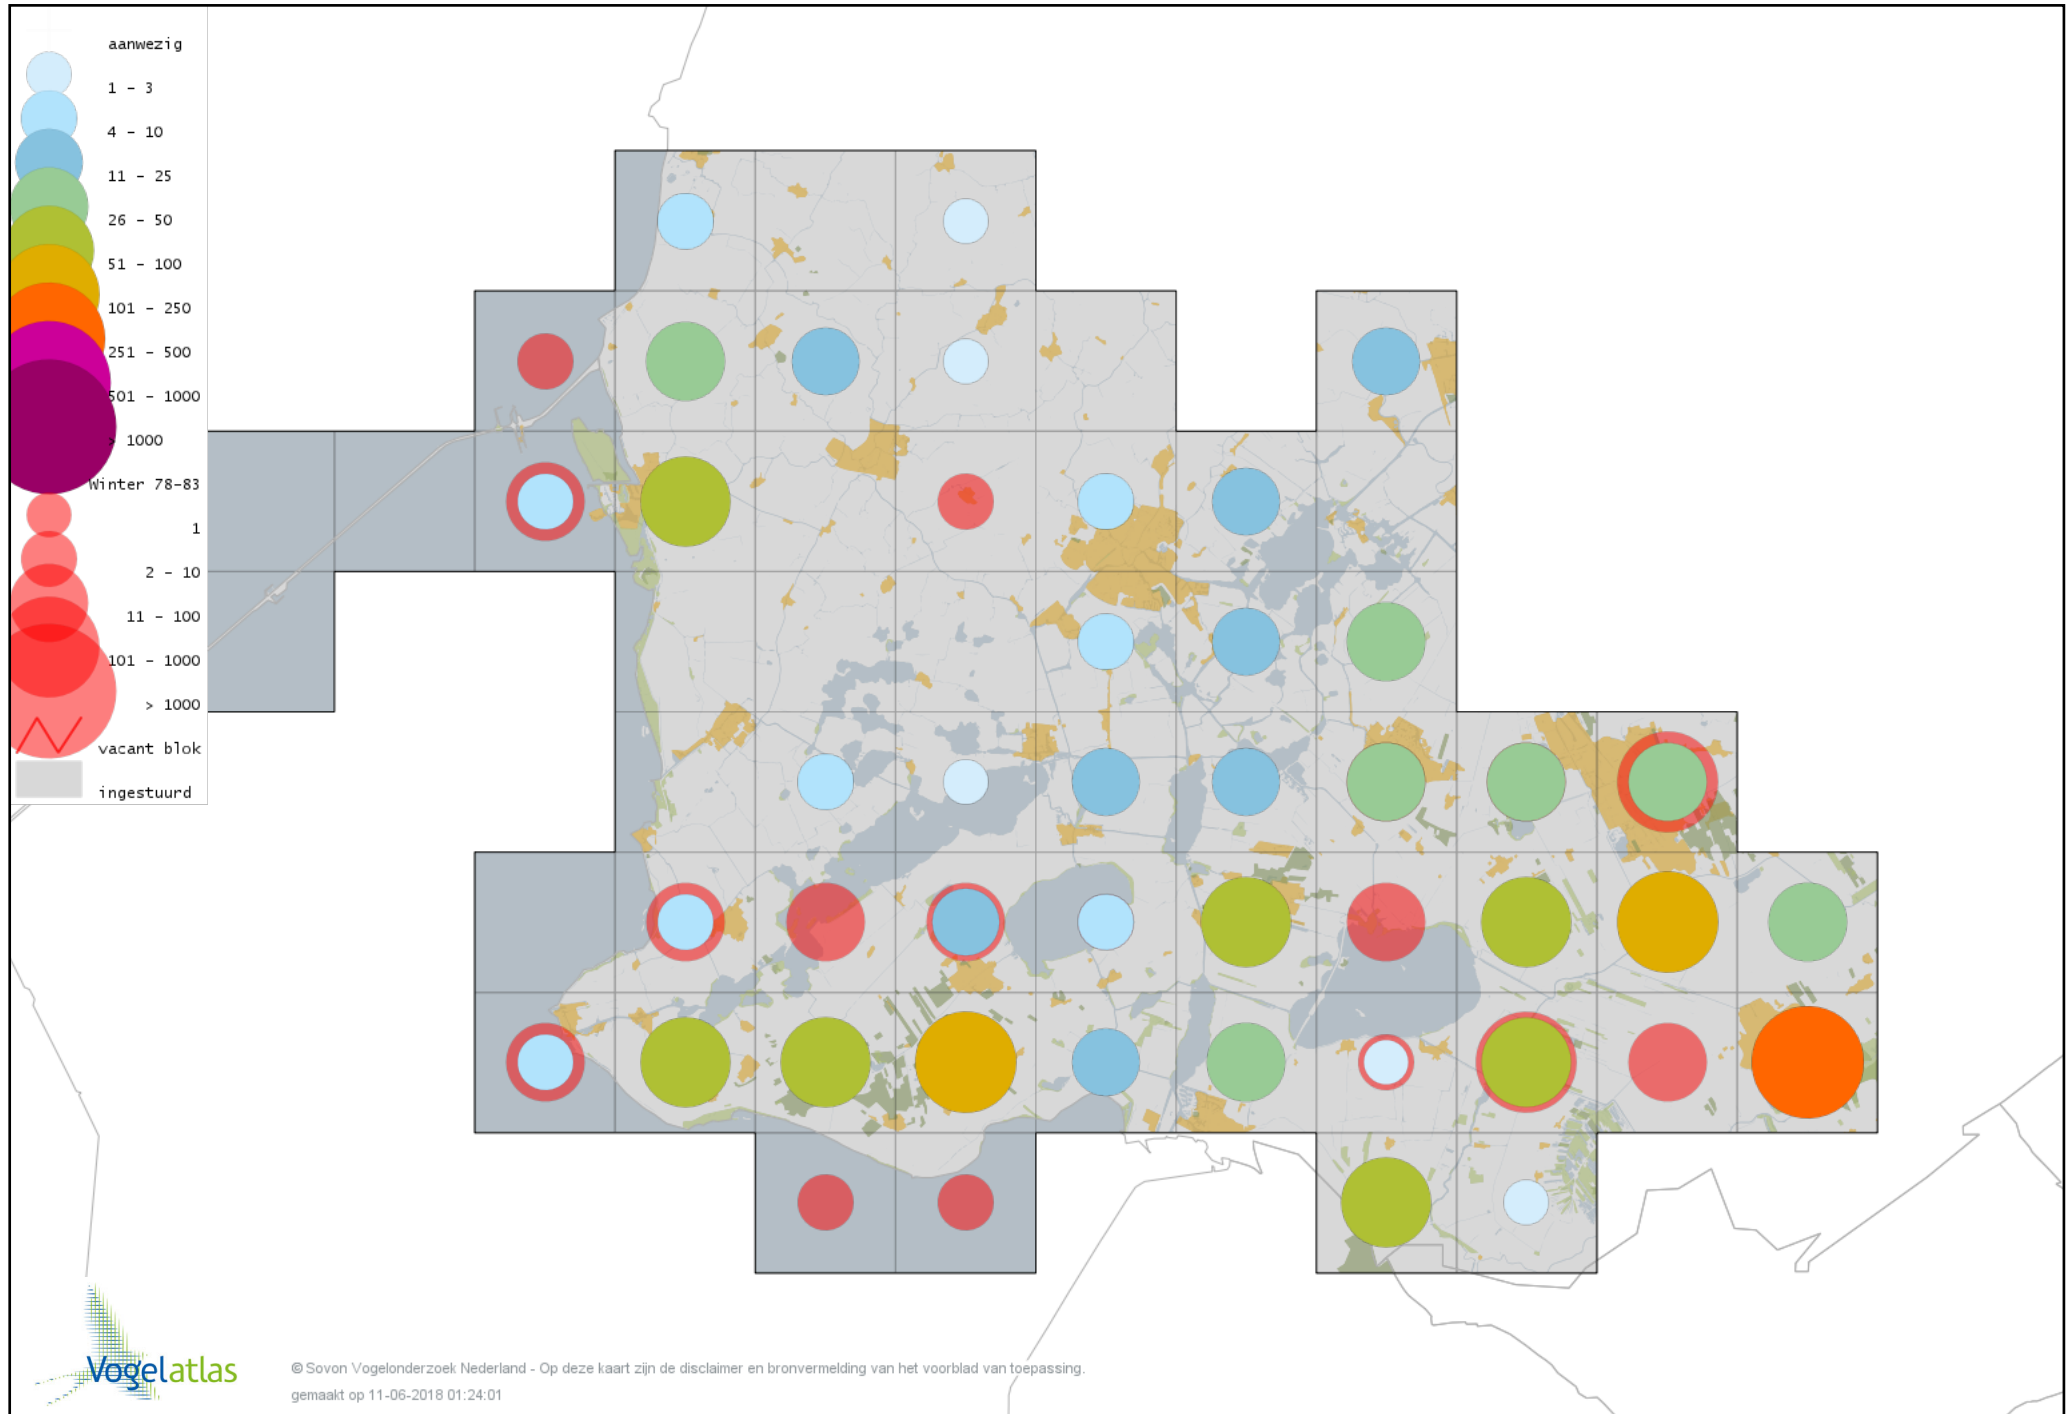 aanwezig
1 - 3
4 - 10
11 - 25
26 - 50
51 - 100
101 - 250
251 - 500
501 - 1000
> 1000
Winter 78-83
1
2 - 10
11 - 100
101 - 1000
> 1000
vacant blok
ingestuurd
Vogelatlas
© Sovon Vogelonderzoek Nederland - Op deze kaart zijn de disclaimer en bronvermelding van het voorblad van toepassing.
gemaakt op 11-06-2018 01:24:01